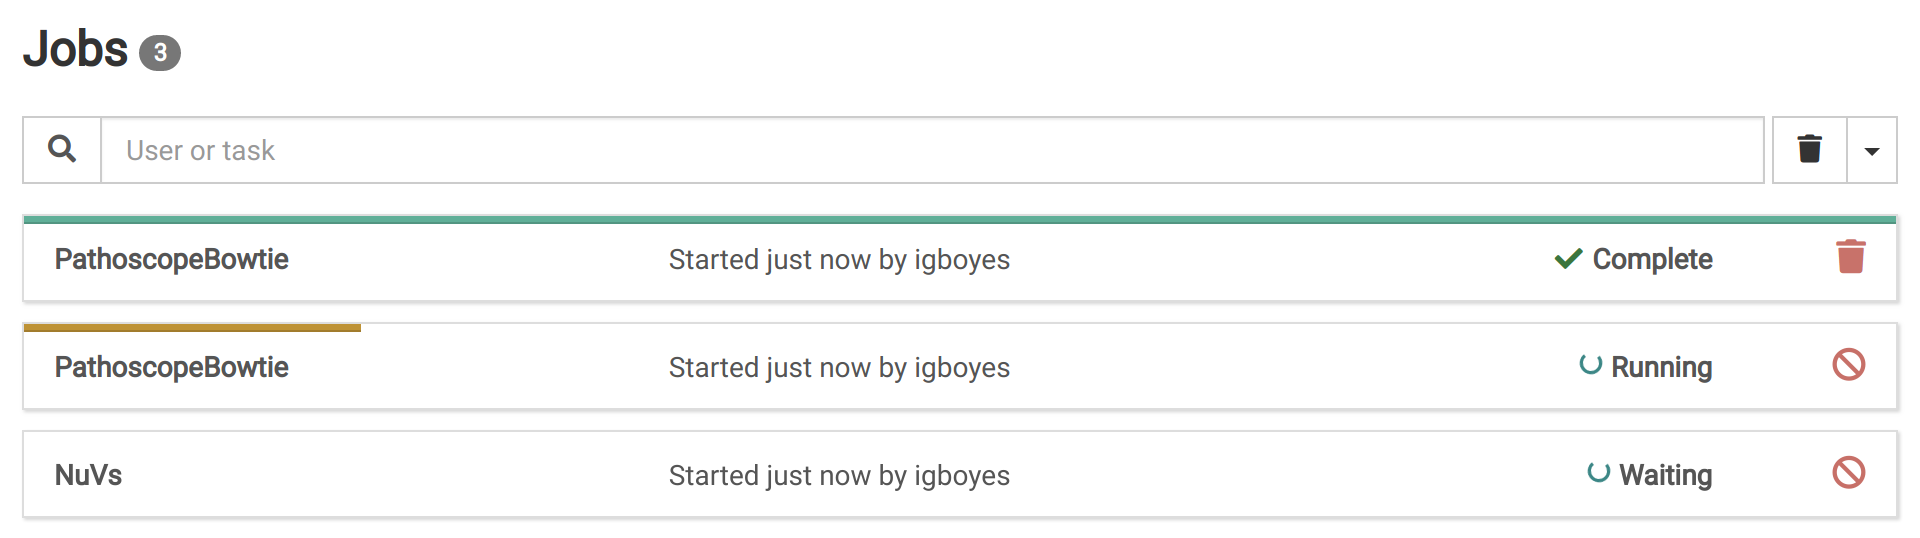 Jobs 3
User or task
PathoscopeBowtie Started just now by igboyes Complete
PathoscopeBowtie Started just now by igboyes Running
NuVs Started just now by igboyes Waiting